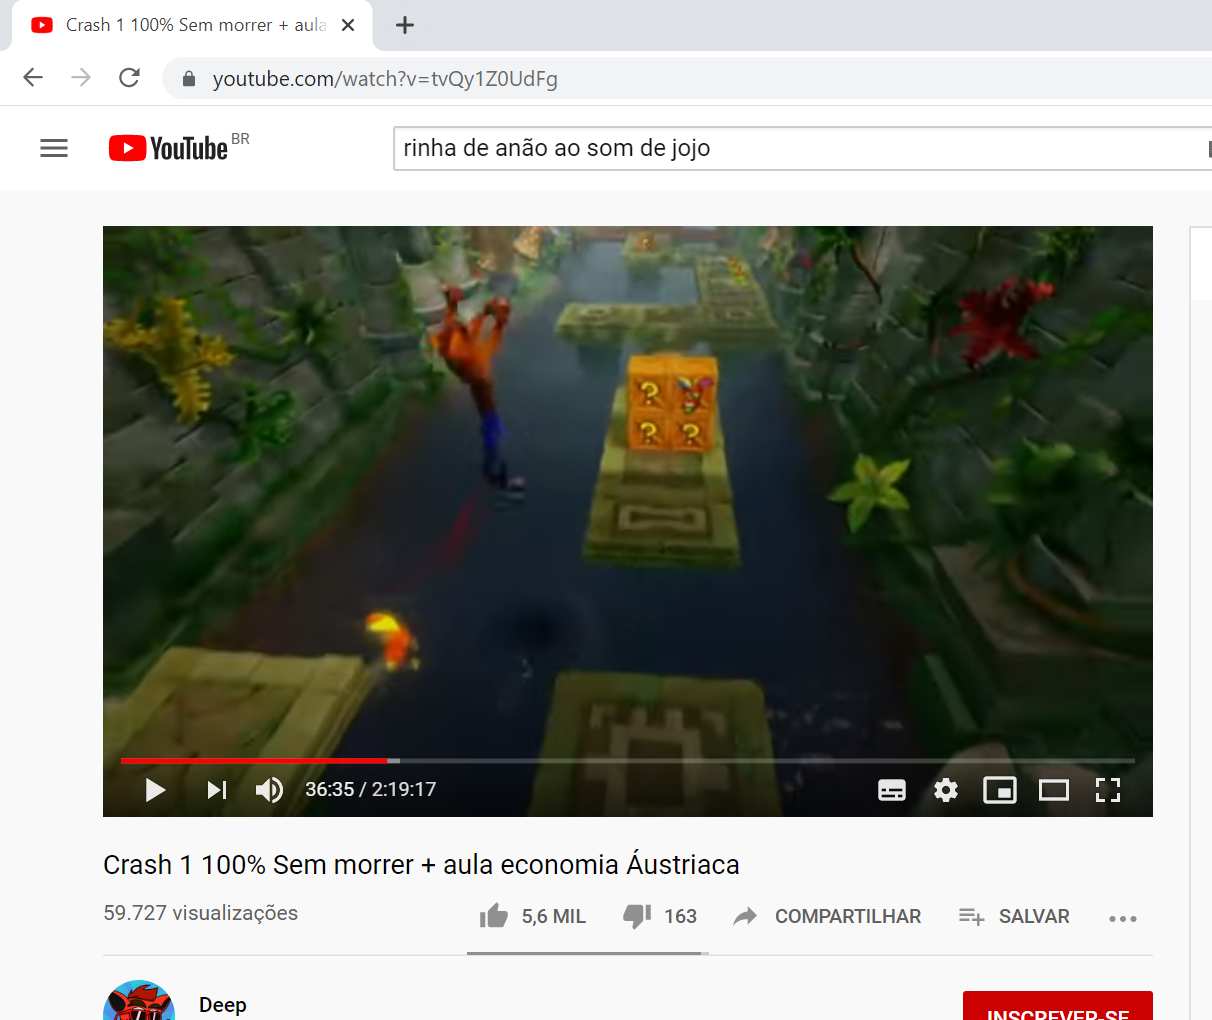 Crash 1 100% Sem morrer + aula
youtube.com/watch?v=tvQy1Z0UdFg
YouTube BR
rinha de anão ao som de jojo
? ?
? ?
36:35 / 2:19:17
Crash 1 100% Sem morrer + aula economia Áustriaca
59.727 visualizações
5,6 MIL
163
COMPARTILHAR
SALVAR
Deep
INSCREVER-SE